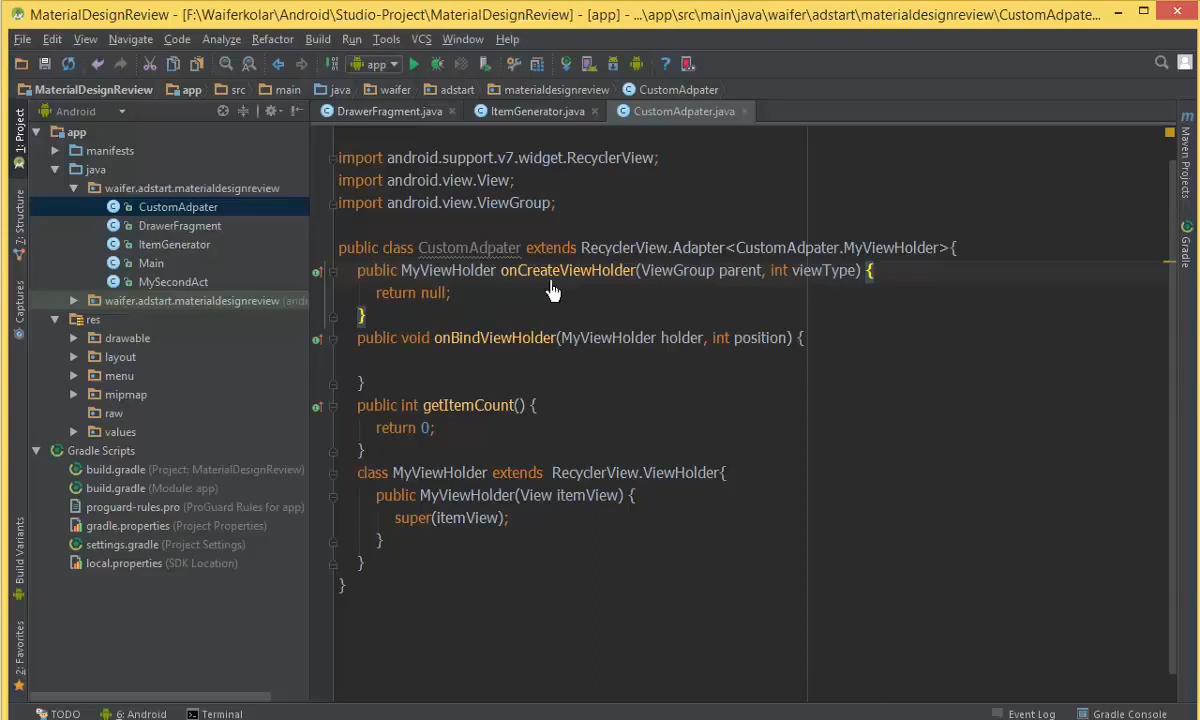 MaterialDesignReview - [F:\Waiferkolar\Android\Studio-Project\MaterialDesignReview] - [app] - ...\app\src\main\java\waifer\adstart\materialdesignreview\CustomAdpate...
File Edit View Navigate Code Analyze Refactor Build Run Tools VCS Window Help
app
MaterialDesignReview app src main java waifer adstart materialdesignreview CustomAdpater
Android DrawerFragment.java ItemGenerator.java CustomAdpater.java
1: Project
Structure
Captures
Build Variants
2: Favorites
app
manifests
java
waifer.adstart.materialdesignreview
CustomAdpater
DrawerFragment
ItemGenerator
Main
MySecondAct
waifer.adstart.materialdesignreview (andr
res
drawable
layout
menu
mipmap
raw
values
Gradle Scripts
build.gradle (Project: MaterialDesignReview)
build.gradle (Module: app)
proguard-rules.pro (ProGuard Rules for app)
gradle.properties (Project Properties)
settings.gradle (Project Settings)
local.properties (SDK Location)
import android.support.v7.widget.RecyclerView;
import android.view.View;
import android.view.ViewGroup;
public class CustomAdpater extends RecyclerView.Adapter<CustomAdpater.MyViewHolder>{
public MyViewHolder onCreateViewHolder(ViewGroup parent, int viewType) {
return null;
}
public void onBindViewHolder(MyViewHolder holder, int position) {
}
public int getItemCount() {
return 0;
}
class MyViewHolder extends RecyclerView.ViewHolder{
public MyViewHolder(View itemView) {
super(itemView);
}
}
}
m
Maven Projects
Gradle
TODO 6: Android Terminal Event Log Gradle Console